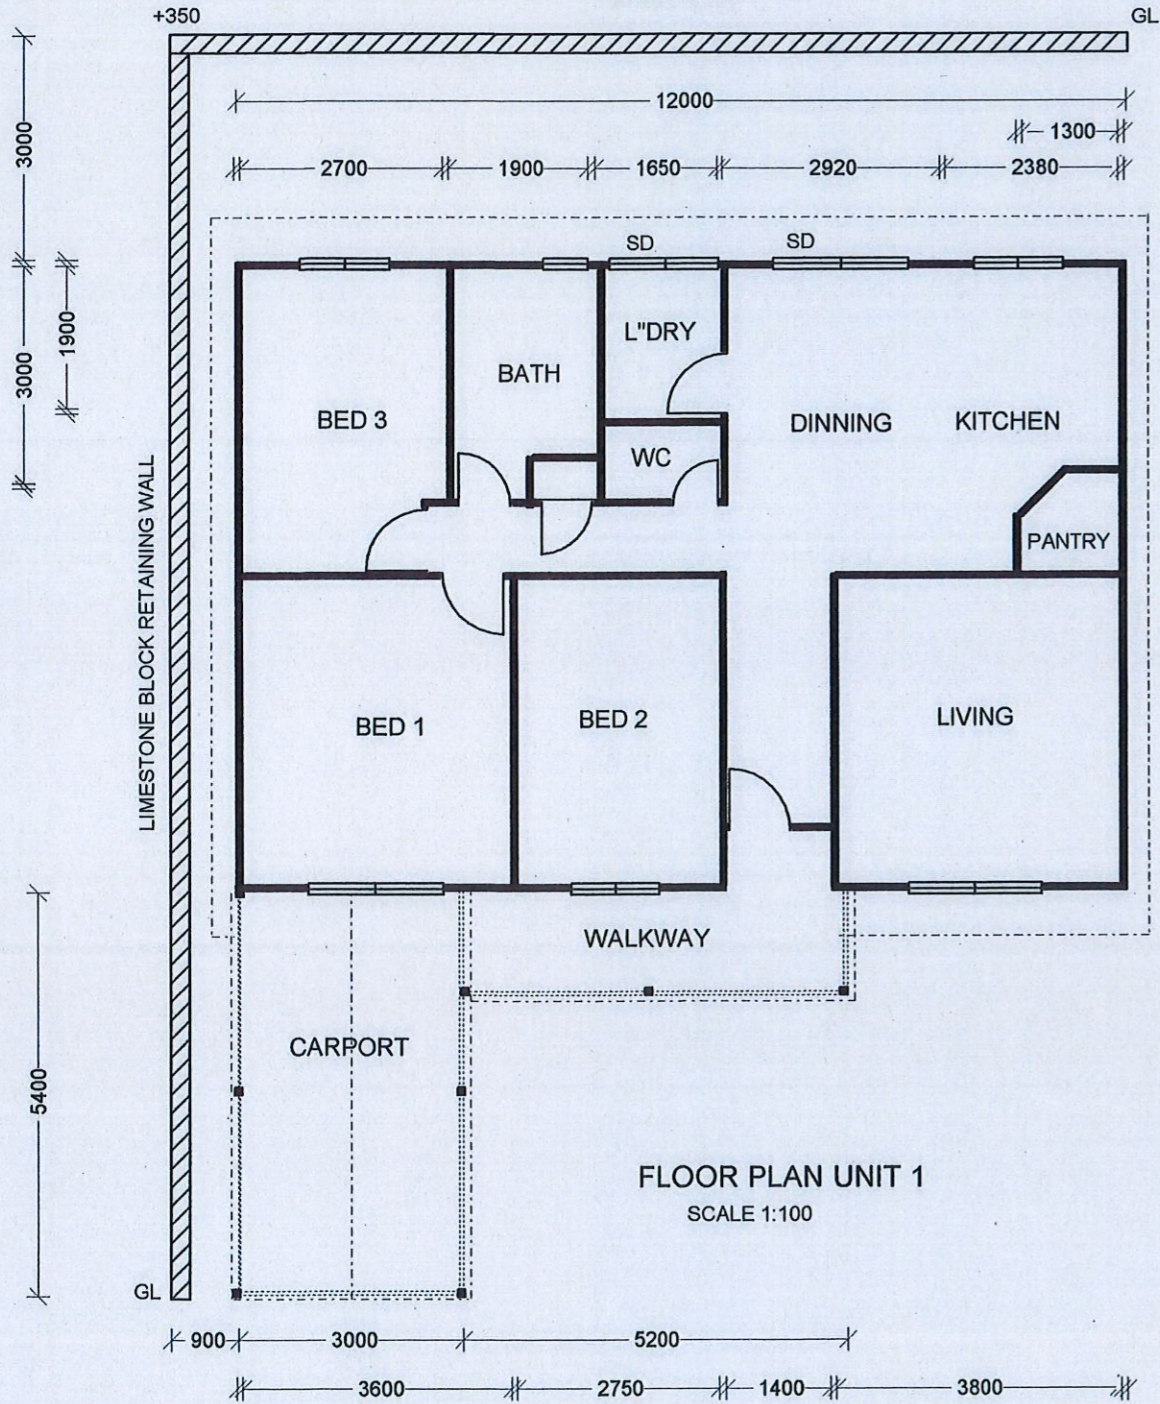 +350
GL
12000
1300
2700
1900
1650
2920
2380
3000
SD
SD
3000
1900
L"DRY
BATH
BED 3
DINNING
KITCHEN
WC
PANTRY
LIMESTONE BLOCK RETAINING WALL
BED 1
BED 2
LIVING
WALKWAY
CARPORT
5400
FLOOR PLAN UNIT 1
SCALE 1:100
GL
900
3000
5200
3600
2750
1400
3800